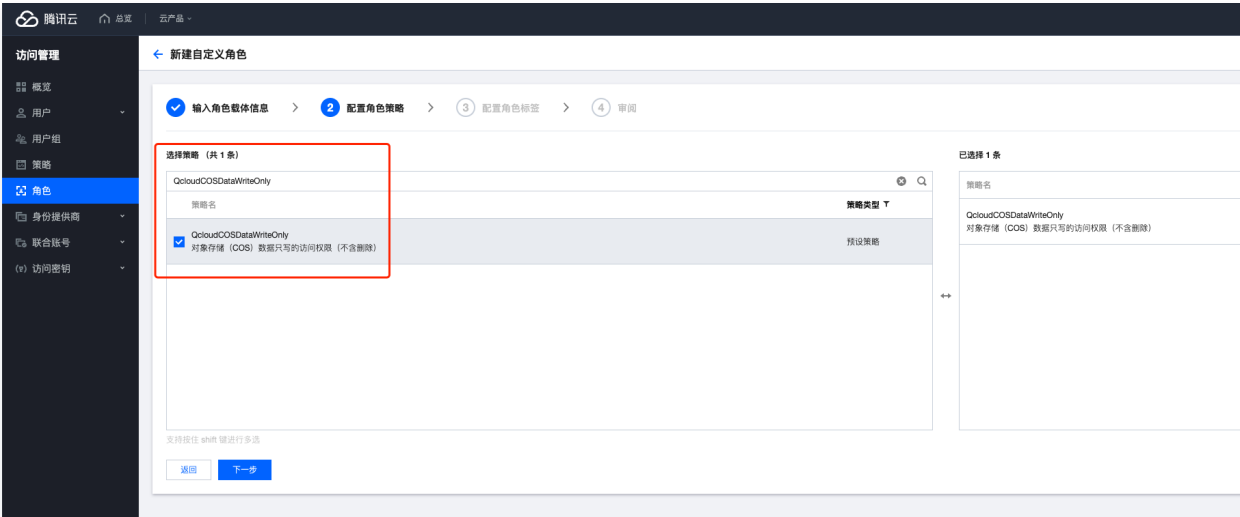 腾讯云 总览 云产品
访问管理
新建自定义角色
概览
用户
用户组
策略
角色
身份提供商
联合账号
访问密钥
输入角色载体信息 > 2 配置角色策略 > 3 配置角色标签 > 4 审阅
选择策略 (共 1 条)
QcloudCOSDataWriteOnly
策略名 策略类型
QcloudCOSDataWriteOnly
对象存储（COS）数据只写的访问权限（不含删除）
预设策略
支持按住 shift 键进行多选
返回 下一步
已选择 1 条
策略名
QcloudCOSDataWriteOnly
对象存储（COS）数据只写的访问权限（不含删除）